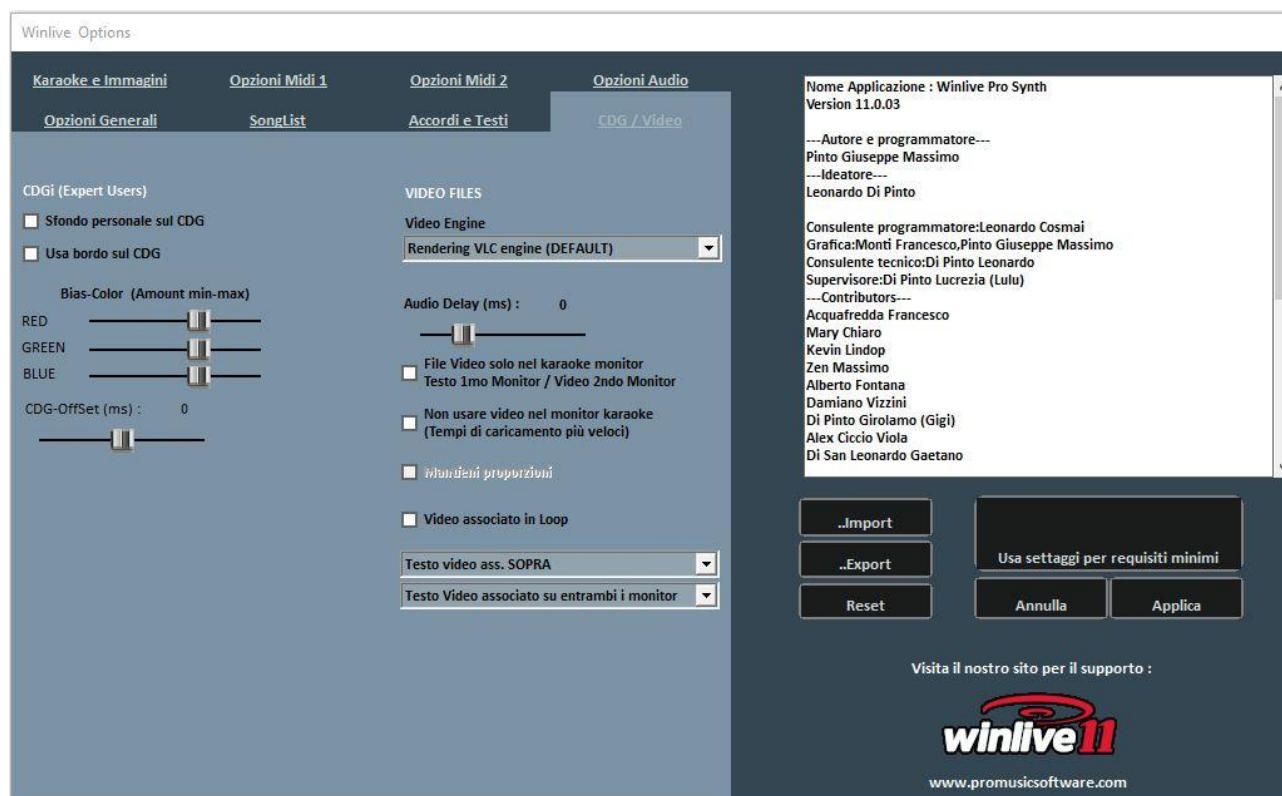 Winlive Options
Karaoke e Immagini
Opzioni Midi 1
Opzioni Midi 2
Opzioni Audio
Opzioni Generali
SongList
Accordi e Testi
CDG / Video
CDGi (Expert Users)
Sfondo personale sul CDG
Usa bordo sul CDG
Bias-Color (Amount min-max)
RED
GREEN
BLUE
CDG-OffSet (ms) : 0
VIDEO FILES
Video Engine
Rendering VLC engine (DEFAULT)
Audio Delay (ms) : 0
File Video solo nel karaoke monitor
Testo 1mo Monitor / Video 2ndo Monitor
Non usare video nel monitor karaoke
(Tempi di caricamento più veloci)
Mantieni proporzioni
Video associato in Loop
Testo video ass. SOPRA
Testo Video associato su entrambi i monitor
Nome Applicazione : Winlive Pro Synth
Version 11.0.03
---Autore e programmatore---
Pinto Giuseppe Massimo
---Ideatore---
Leonardo Di Pinto
Consulente programmatore:Leonardo Cosmai
Grafica:Monti Francesco,Pinto Giuseppe Massimo
Consulente tecnico:Di Pinto Leonardo
Supervisore:Di Pinto Lucrezia (Lulu)
---Contributors---
Acquafredda Francesco
Mary Chiaro
Kevin Lindop
Zen Massimo
Alberto Fontana
Damiano Vizzini
Di Pinto Girolamo (Gigi)
Alex Ciccio Viola
Di San Leonardo Gaetano
..Import
..Export
Reset
Usa settaggi per requisiti minimi
Annulla
Applica
Visita il nostro sito per il supporto :
winlive 11
www.promusicsoftware.com